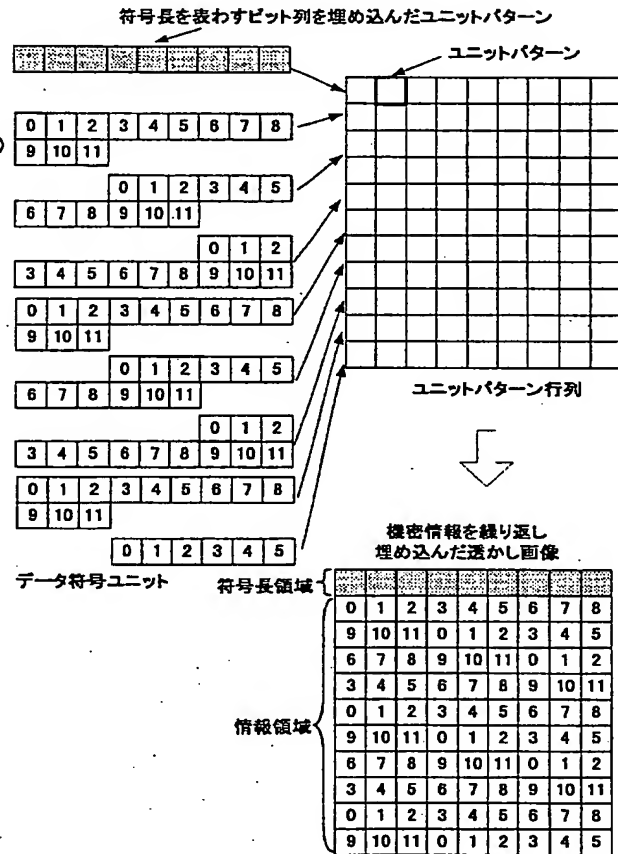 符号長を表わすビット列を埋め込んだユニットパターン
ユニットパターン
0 1 2 3 4 5 6 7 8
9 10 11
0 1 2 3 4 5
6 7 8 9 10 11
0 1 2
3 4 5 6 7 8 9 10 11
0 1 2 3 4 5 6 7 8
9 10 11
0 1 2 3 4 5
6 7 8 9 10 11
0 1 2
3 4 5 6 7 8 9 10 11
0 1 2 3 4 5 6 7 8
9 10 11
0 1 2 3 4 5
データ符号ユニット
ユニットパターン行列
機密情報を繰り返し
埋め込んだ透かし画像
符号長領域
情報領域
0 1 2 3 4 5 6 7 8
9 10 11 0 1 2 3 4 5
6 7 8 9 10 11 0 1 2
3 4 5 6 7 8 9 10 11
0 1 2 3 4 5 6 7 8
9 10 11 0 1 2 3 4 5
6 7 8 9 10 11 0 1 2
3 4 5 6 7 8 9 10 11
0 1 2 3 4 5 6 7 8
9 10 11 0 1 2 3 4 5